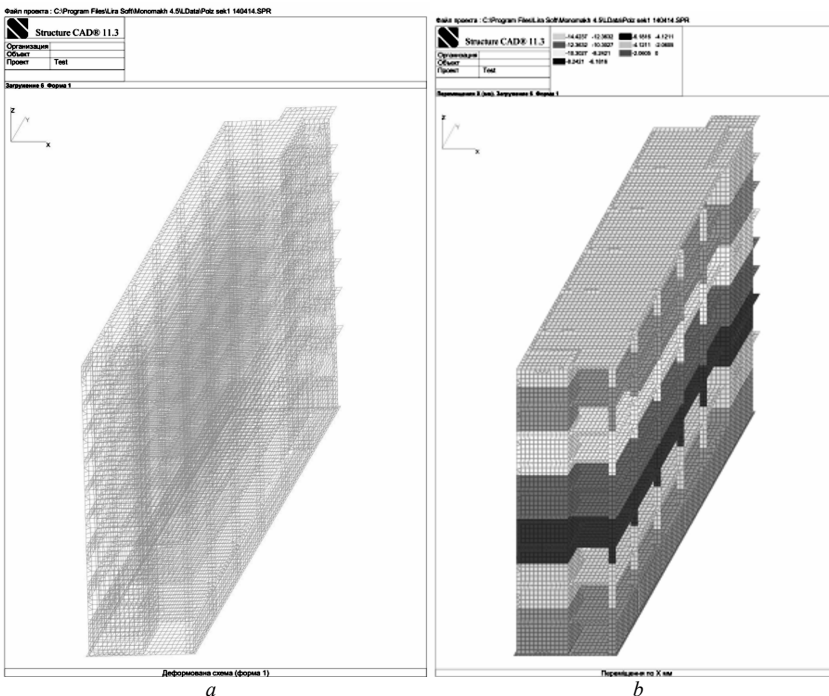 Файл проекта : C:\Program Files\Lira Soft\Monomakh 4.5\LData\Polz sek1 140414.SPR
Structure CAD® 11.3
Организация
Объект
Проект Test
Загружение 6 Форма 1
Z
Y
X
Деформована схема (форма 1)
a
Файл проекта : C:\Program Files\Lira Soft\Monomakh 4.5\LData\Polz sek1 140414.SPR
Structure CAD® 11.3
Организация
Объект
Проект Test
-14.4237 -12.3632
-12.3632 -10.3027
-10.3027 -8.2421
-8.2421 -6.1816
-6.1816 -4.1211
-4.1211 -2.0605
-2.0605 0
Перемещения X (мм). Загружение 6 Форма 1
Z
Y
X
Переміщення по X мм
b